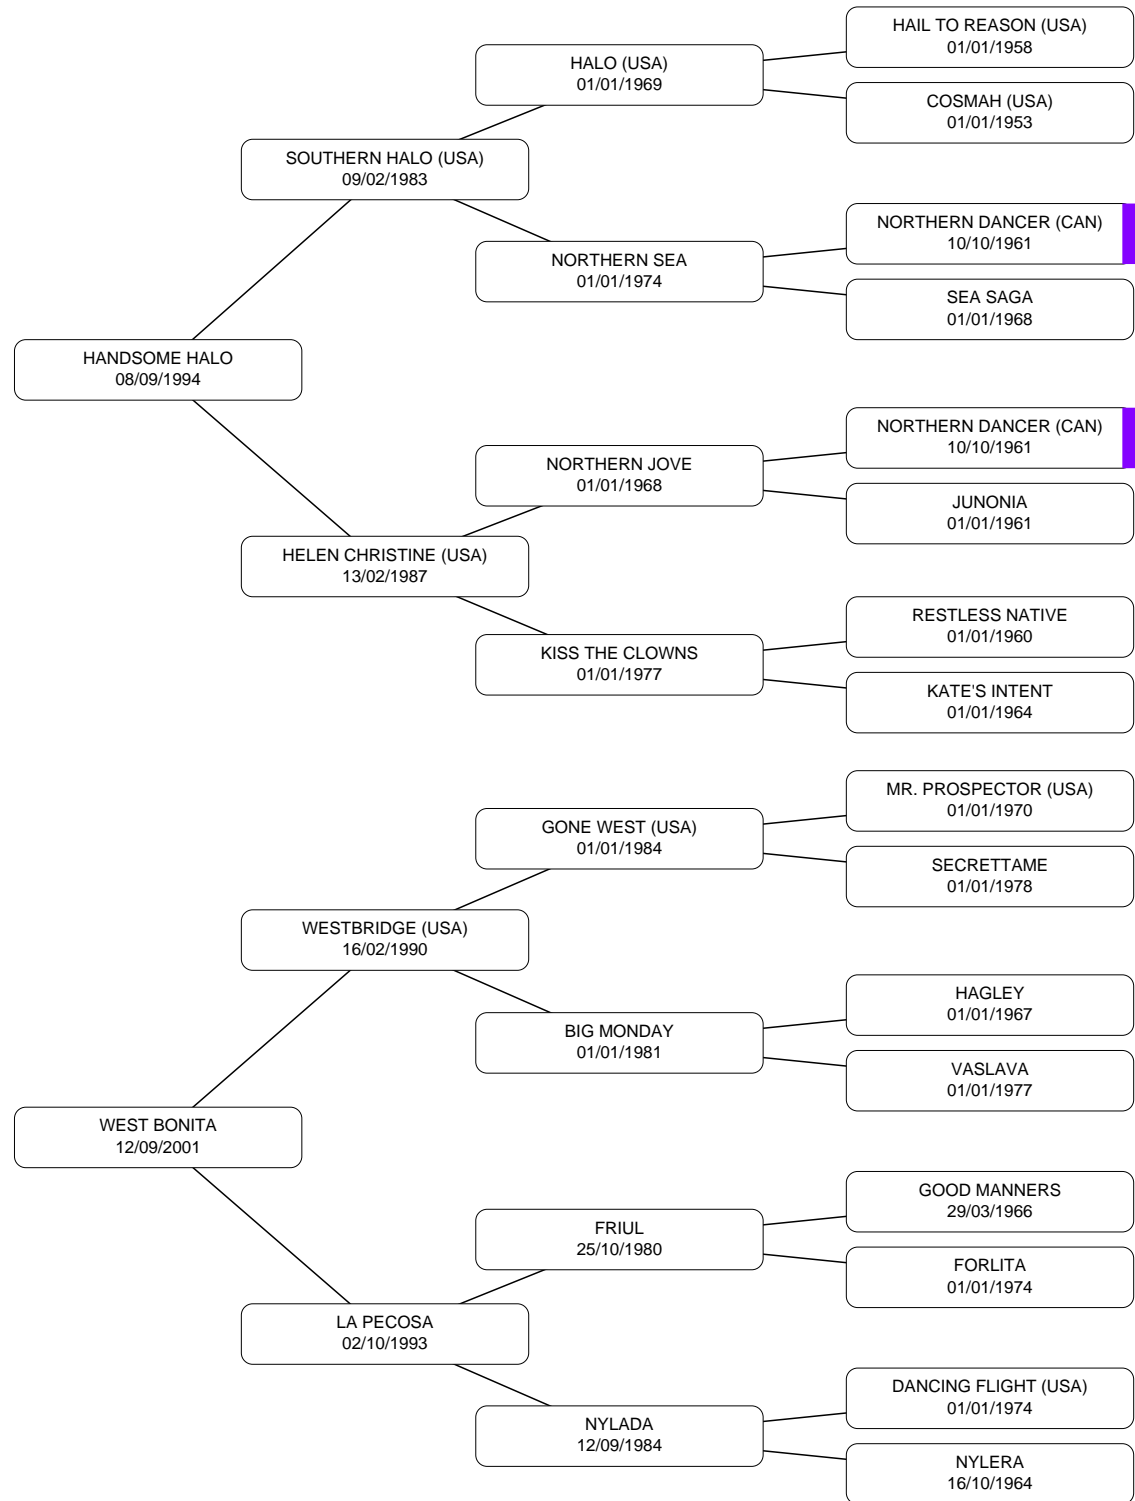 HAIL TO REASON (USA)
01/01/1958
HALO (USA)
01/01/1969
COSMAH (USA)
01/01/1953
SOUTHERN HALO (USA)
09/02/1983
NORTHERN DANCER (CAN)
10/10/1961
NORTHERN SEA
01/01/1974
SEA SAGA
01/01/1968
HANDSOME HALO
08/09/1994
NORTHERN DANCER (CAN)
10/10/1961
NORTHERN JOVE
01/01/1968
JUNONIA
01/01/1961
HELEN CHRISTINE (USA)
13/02/1987
RESTLESS NATIVE
01/01/1960
KISS THE CLOWNS
01/01/1977
KATE'S INTENT
01/01/1964
MR. PROSPECTOR (USA)
01/01/1970
GONE WEST (USA)
01/01/1984
SECRETTAME
01/01/1978
WESTBRIDGE (USA)
16/02/1990
HAGLEY
01/01/1967
BIG MONDAY
01/01/1981
VASLAVA
01/01/1977
WEST BONITA
12/09/2001
GOOD MANNERS
29/03/1966
FRIUL
25/10/1980
FORLITA
01/01/1974
LA PECOSA
02/10/1993
DANCING FLIGHT (USA)
01/01/1974
NYLADA
12/09/1984
NYLERA
16/10/1964